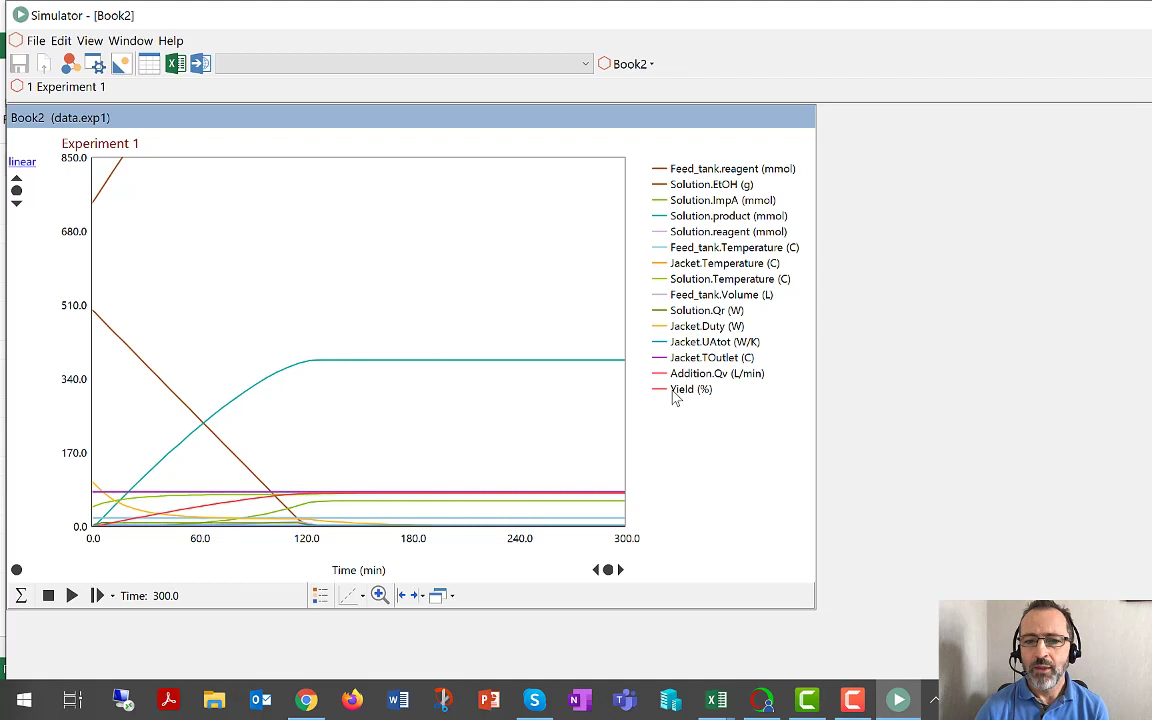 Simulator - [Book2]
File Edit View Window Help
Book2
1 Experiment 1
Book2 (data.exp1)
Experiment 1
linear
850.0
680.0
510.0
340.0
170.0
0.0
0.0 60.0 120.0 180.0 240.0 300.0
Time (min)
Feed_tank.reagent (mmol)
Solution.EtOH (g)
Solution.ImpA (mmol)
Solution.product (mmol)
Solution.reagent (mmol)
Feed_tank.Temperature (C)
Jacket.Temperature (C)
Solution.Temperature (C)
Feed_tank.Volume (L)
Solution.Qr (W)
Jacket.Duty (W)
Jacket.UAtot (W/K)
Jacket.TOutlet (C)
Addition.Qv (L/min)
Yield (%)
Time: 300.0